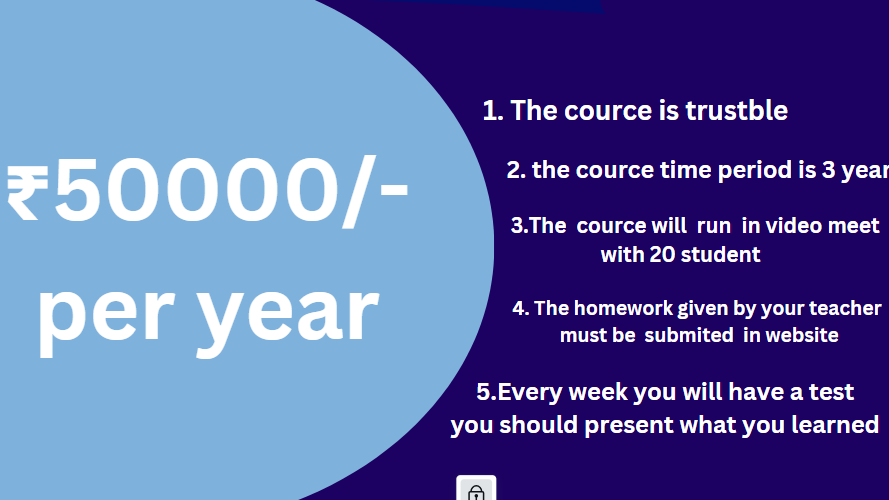 ₹50000/-
per year
1. The cource is trustble
2. the cource time period is 3 year
3.The cource will run in video meet
with 20 student
4. The homework given by your teacher
must be submited in website
5.Every week you will have a test
you should present what you learned